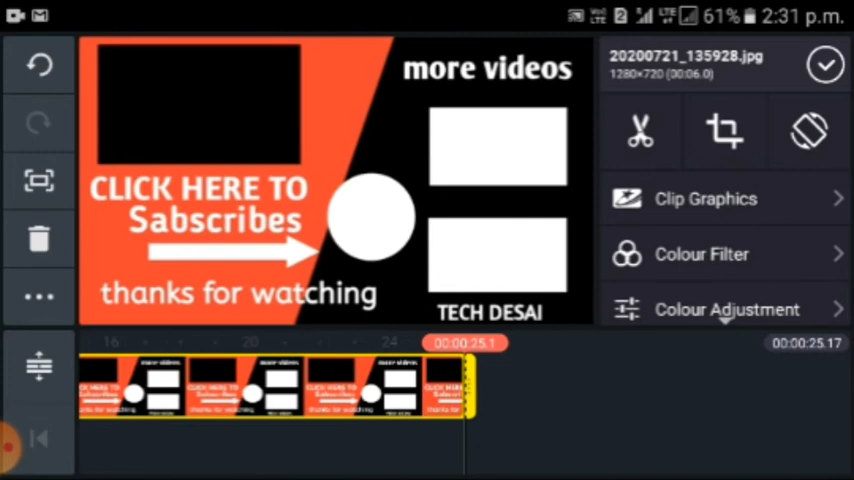 LTE LTE 61% 2:31 p.m.
20200721_135928.jpg
1280×720 (00:06.0)
more videos
CLICK HERE TO
Sabscribes
thanks for watching
TECH DESAI
Clip Graphics
Colour Filter
Colour Adjustment
16 20 24 00:00:25.1 00:00:25.17